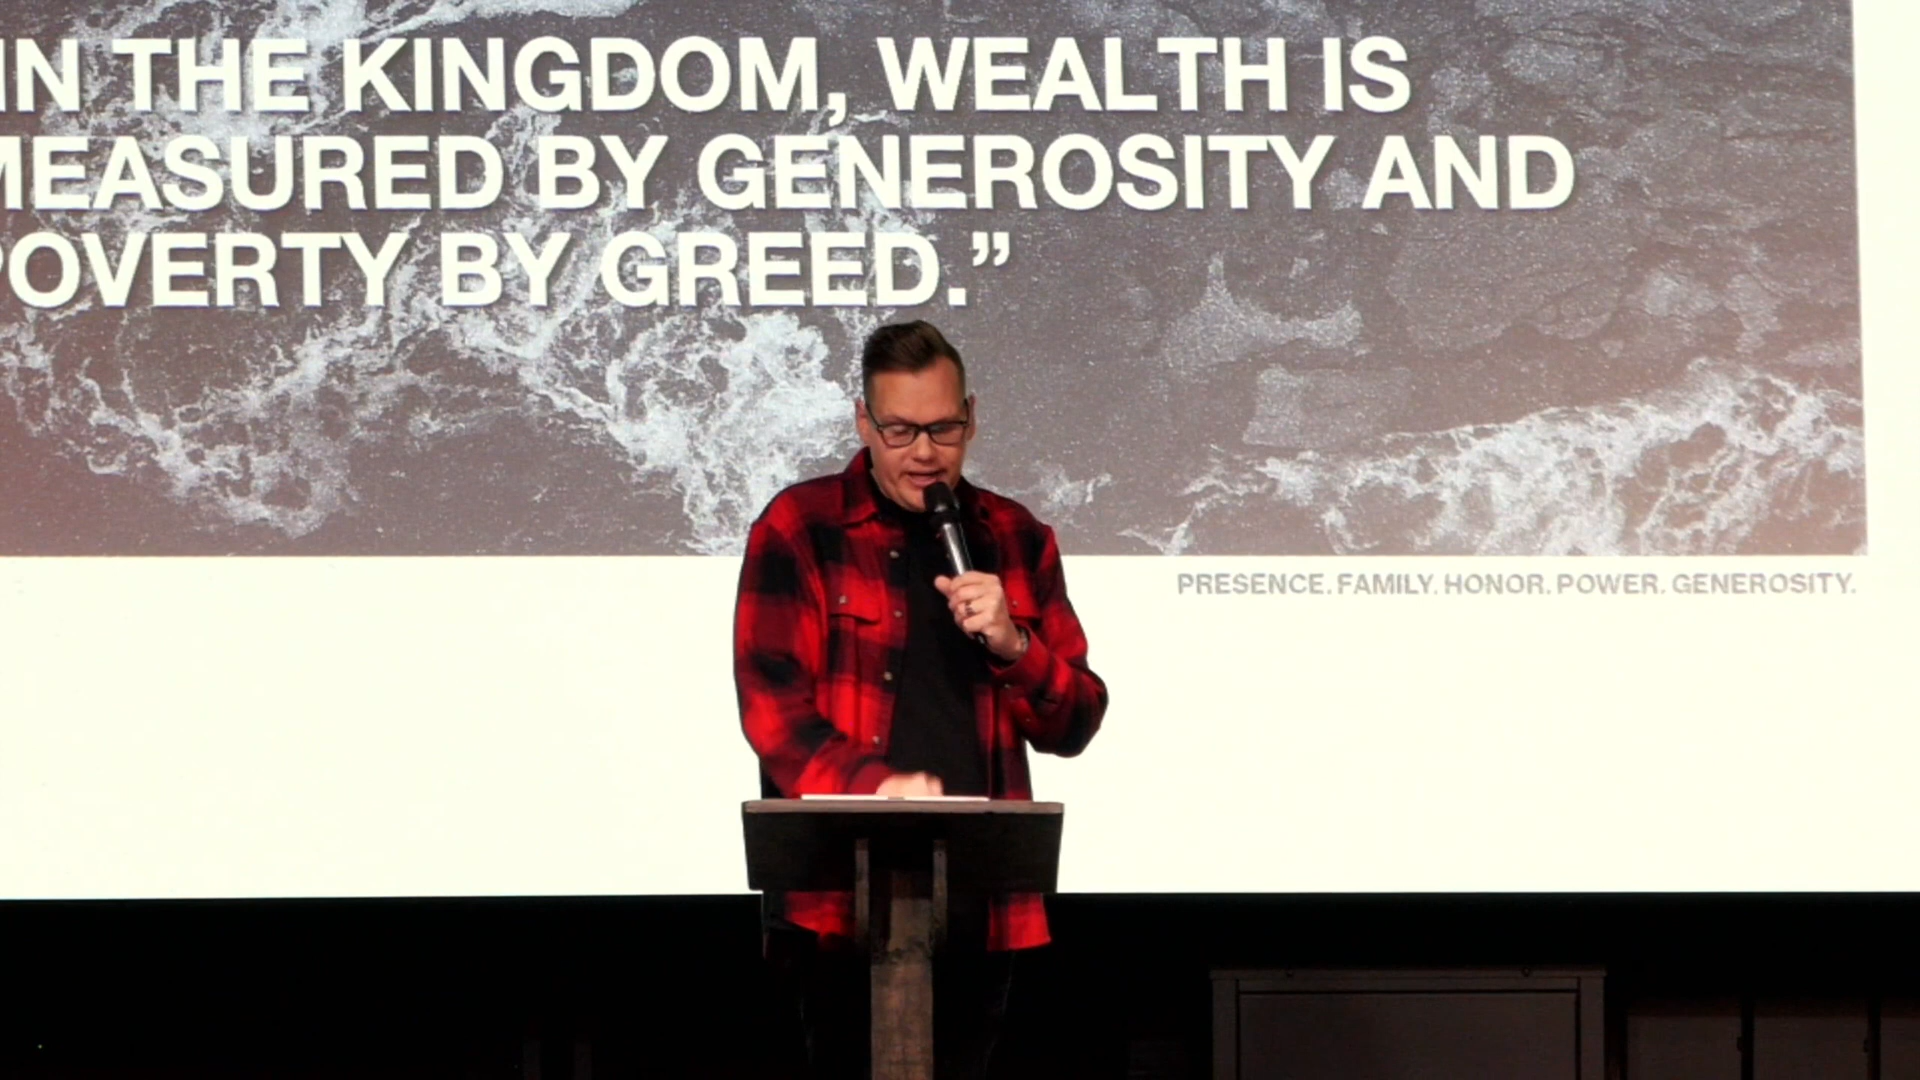 IN THE KINGDOM, WEALTH IS
MEASURED BY GENEROSITY AND
POVERTY BY GREED.”
PRESENCE. FAMILY. HONOR. POWER. GENEROSITY.